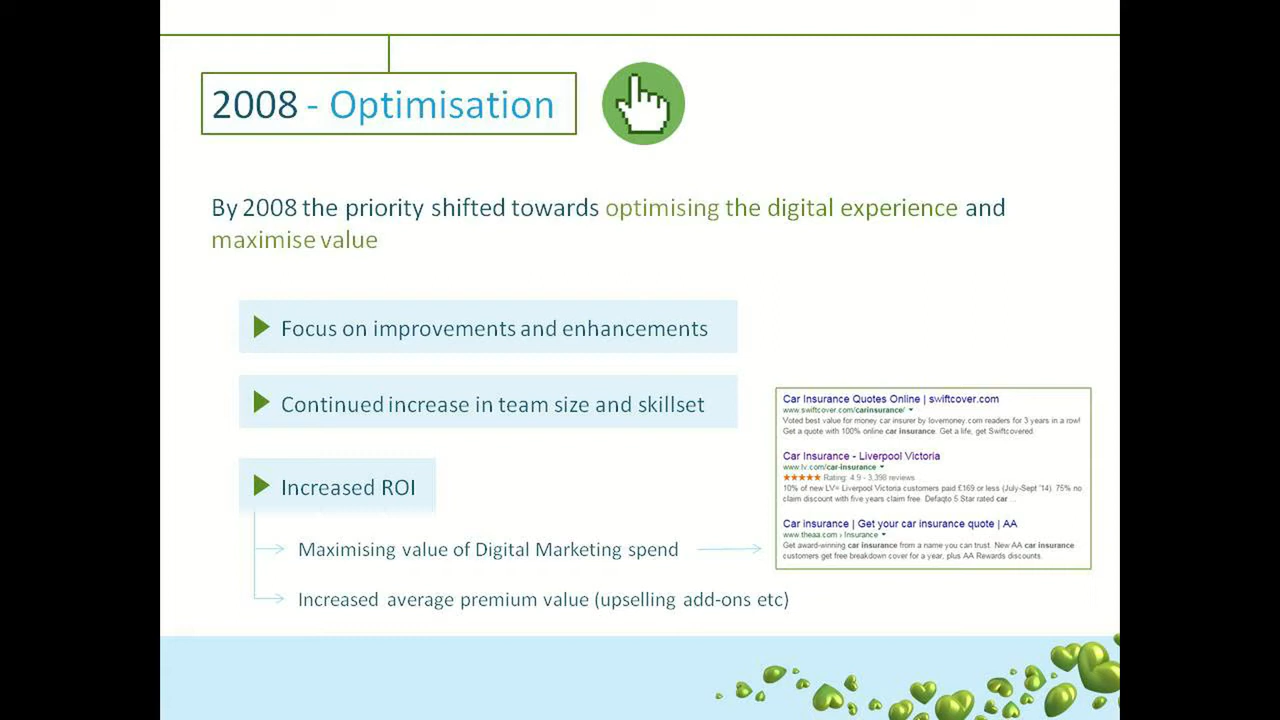 2008 - Optimisation
By 2008 the priority shifted towards optimising the digital experience and
maximise value
Focus on improvements and enhancements
Continued increase in team size and skillset
Increased ROI
Maximising value of Digital Marketing spend
Increased average premium value (upselling add-ons etc)
Car Insurance Quotes Online | swiftcover.com
www.swiftcover.com/carinsurance/
Voted best value for money car insurer by lovemoney.com readers for 3 years in a row!
Get a quote with 100% online car insurance. Get a life, get Swiftcovered.
Car Insurance - Liverpool Victoria
www.lv.com/car-insurance
Rating: 4.9 - 3,398 reviews
10% of new LV= Liverpool Victoria customers paid £169 or less (July-Sept '14). 75% no
claim discount with five years claim free. Defaqto 5 Star rated car ...
Car insurance | Get your car insurance quote | AA
www.theaa.com › Insurance
Get award-winning car insurance from a name you can trust. New AA car insurance
customers get free breakdown cover for a year, plus AA Rewards discounts.